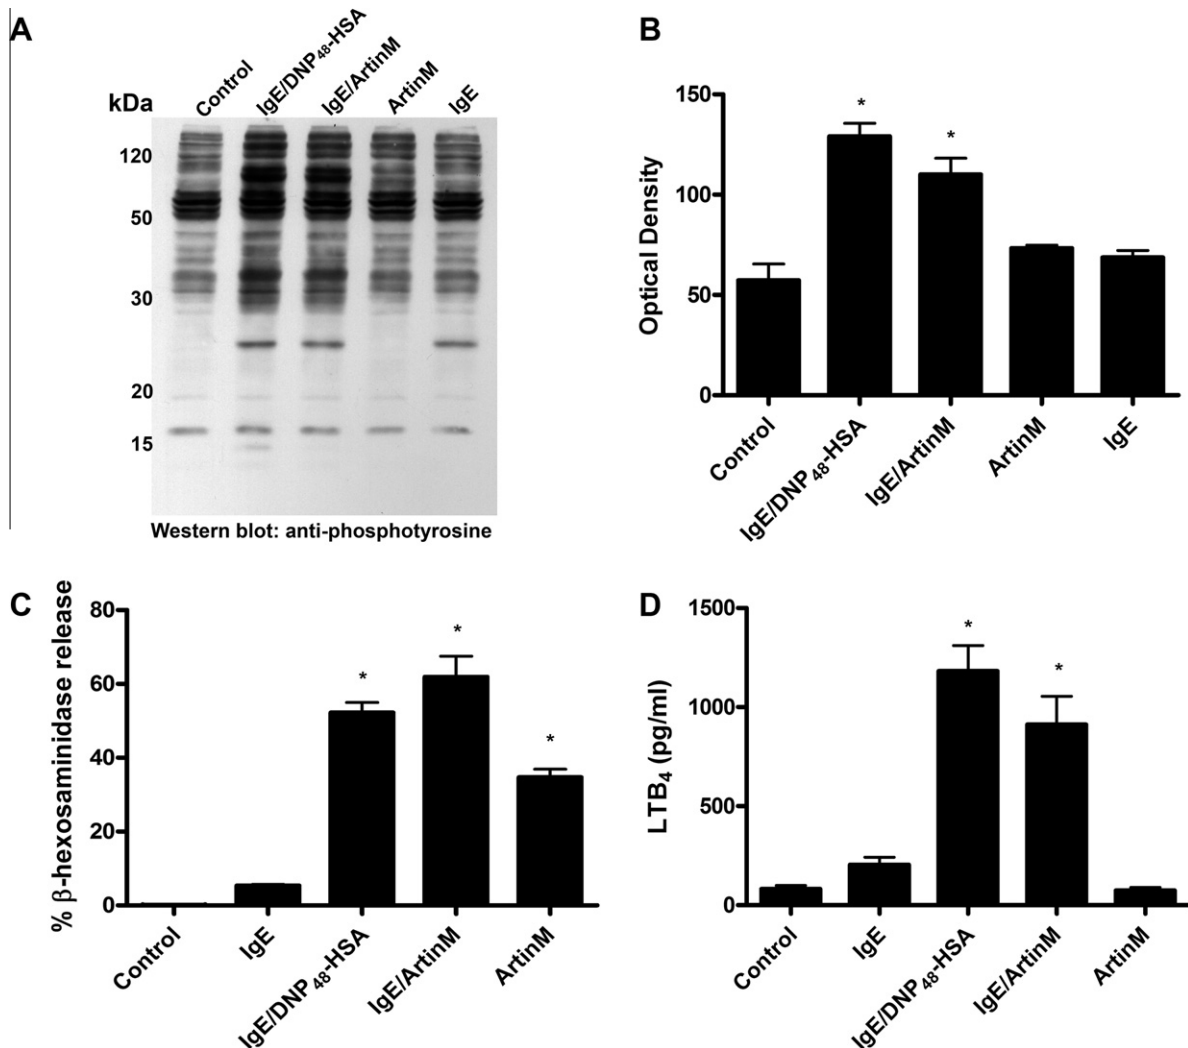 A
kDa
Control
IgE/DNP₄₈-HSA
IgE/ArtinM
ArtinM
IgE
120
50
30
20
15
Western blot: anti-phosphotyrosine
B
Optical Density
150
100
50
0
*
*
Control
IgE/DNP₄₈-HSA
IgE/ArtinM
ArtinM
IgE
C
% β-hexosaminidase release
80
60
40
20
0
*
*
*
Control
IgE
IgE/DNP₄₈-HSA
IgE/ArtinM
ArtinM
D
LTB₄ (pg/ml)
1500
1000
500
0
*
*
Control
IgE
IgE/DNP₄₈-HSA
IgE/ArtinM
ArtinM